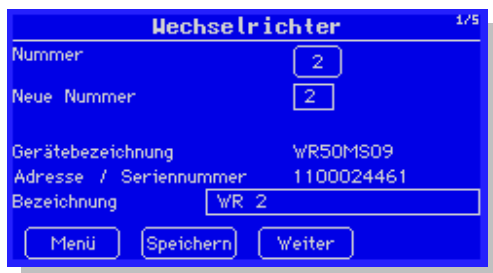 Wechselrichter 1/5
Nummer 2
Neue Nummer 2
Gerätebezeichnung WR50MS09
Adresse / Seriennummer 1100024461
Bezeichnung WR 2
Menü Speichern Weiter